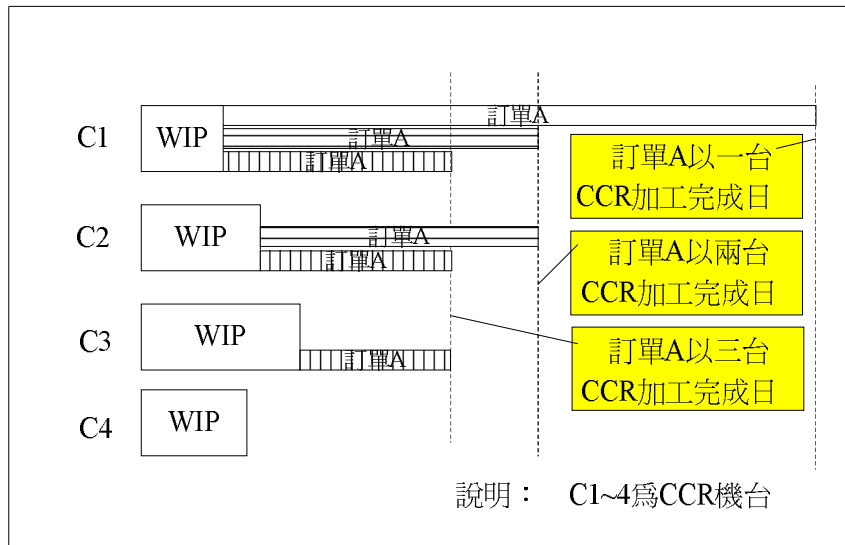 訂單A
C1
WIP
訂單A
訂單A
訂單A以一台
CCR加工完成日
C2
WIP
訂單A
訂單A
訂單A以兩台
CCR加工完成日
C3
WIP
訂單A
訂單A以三台
CCR加工完成日
C4
WIP
說明： C1~4為CCR機台